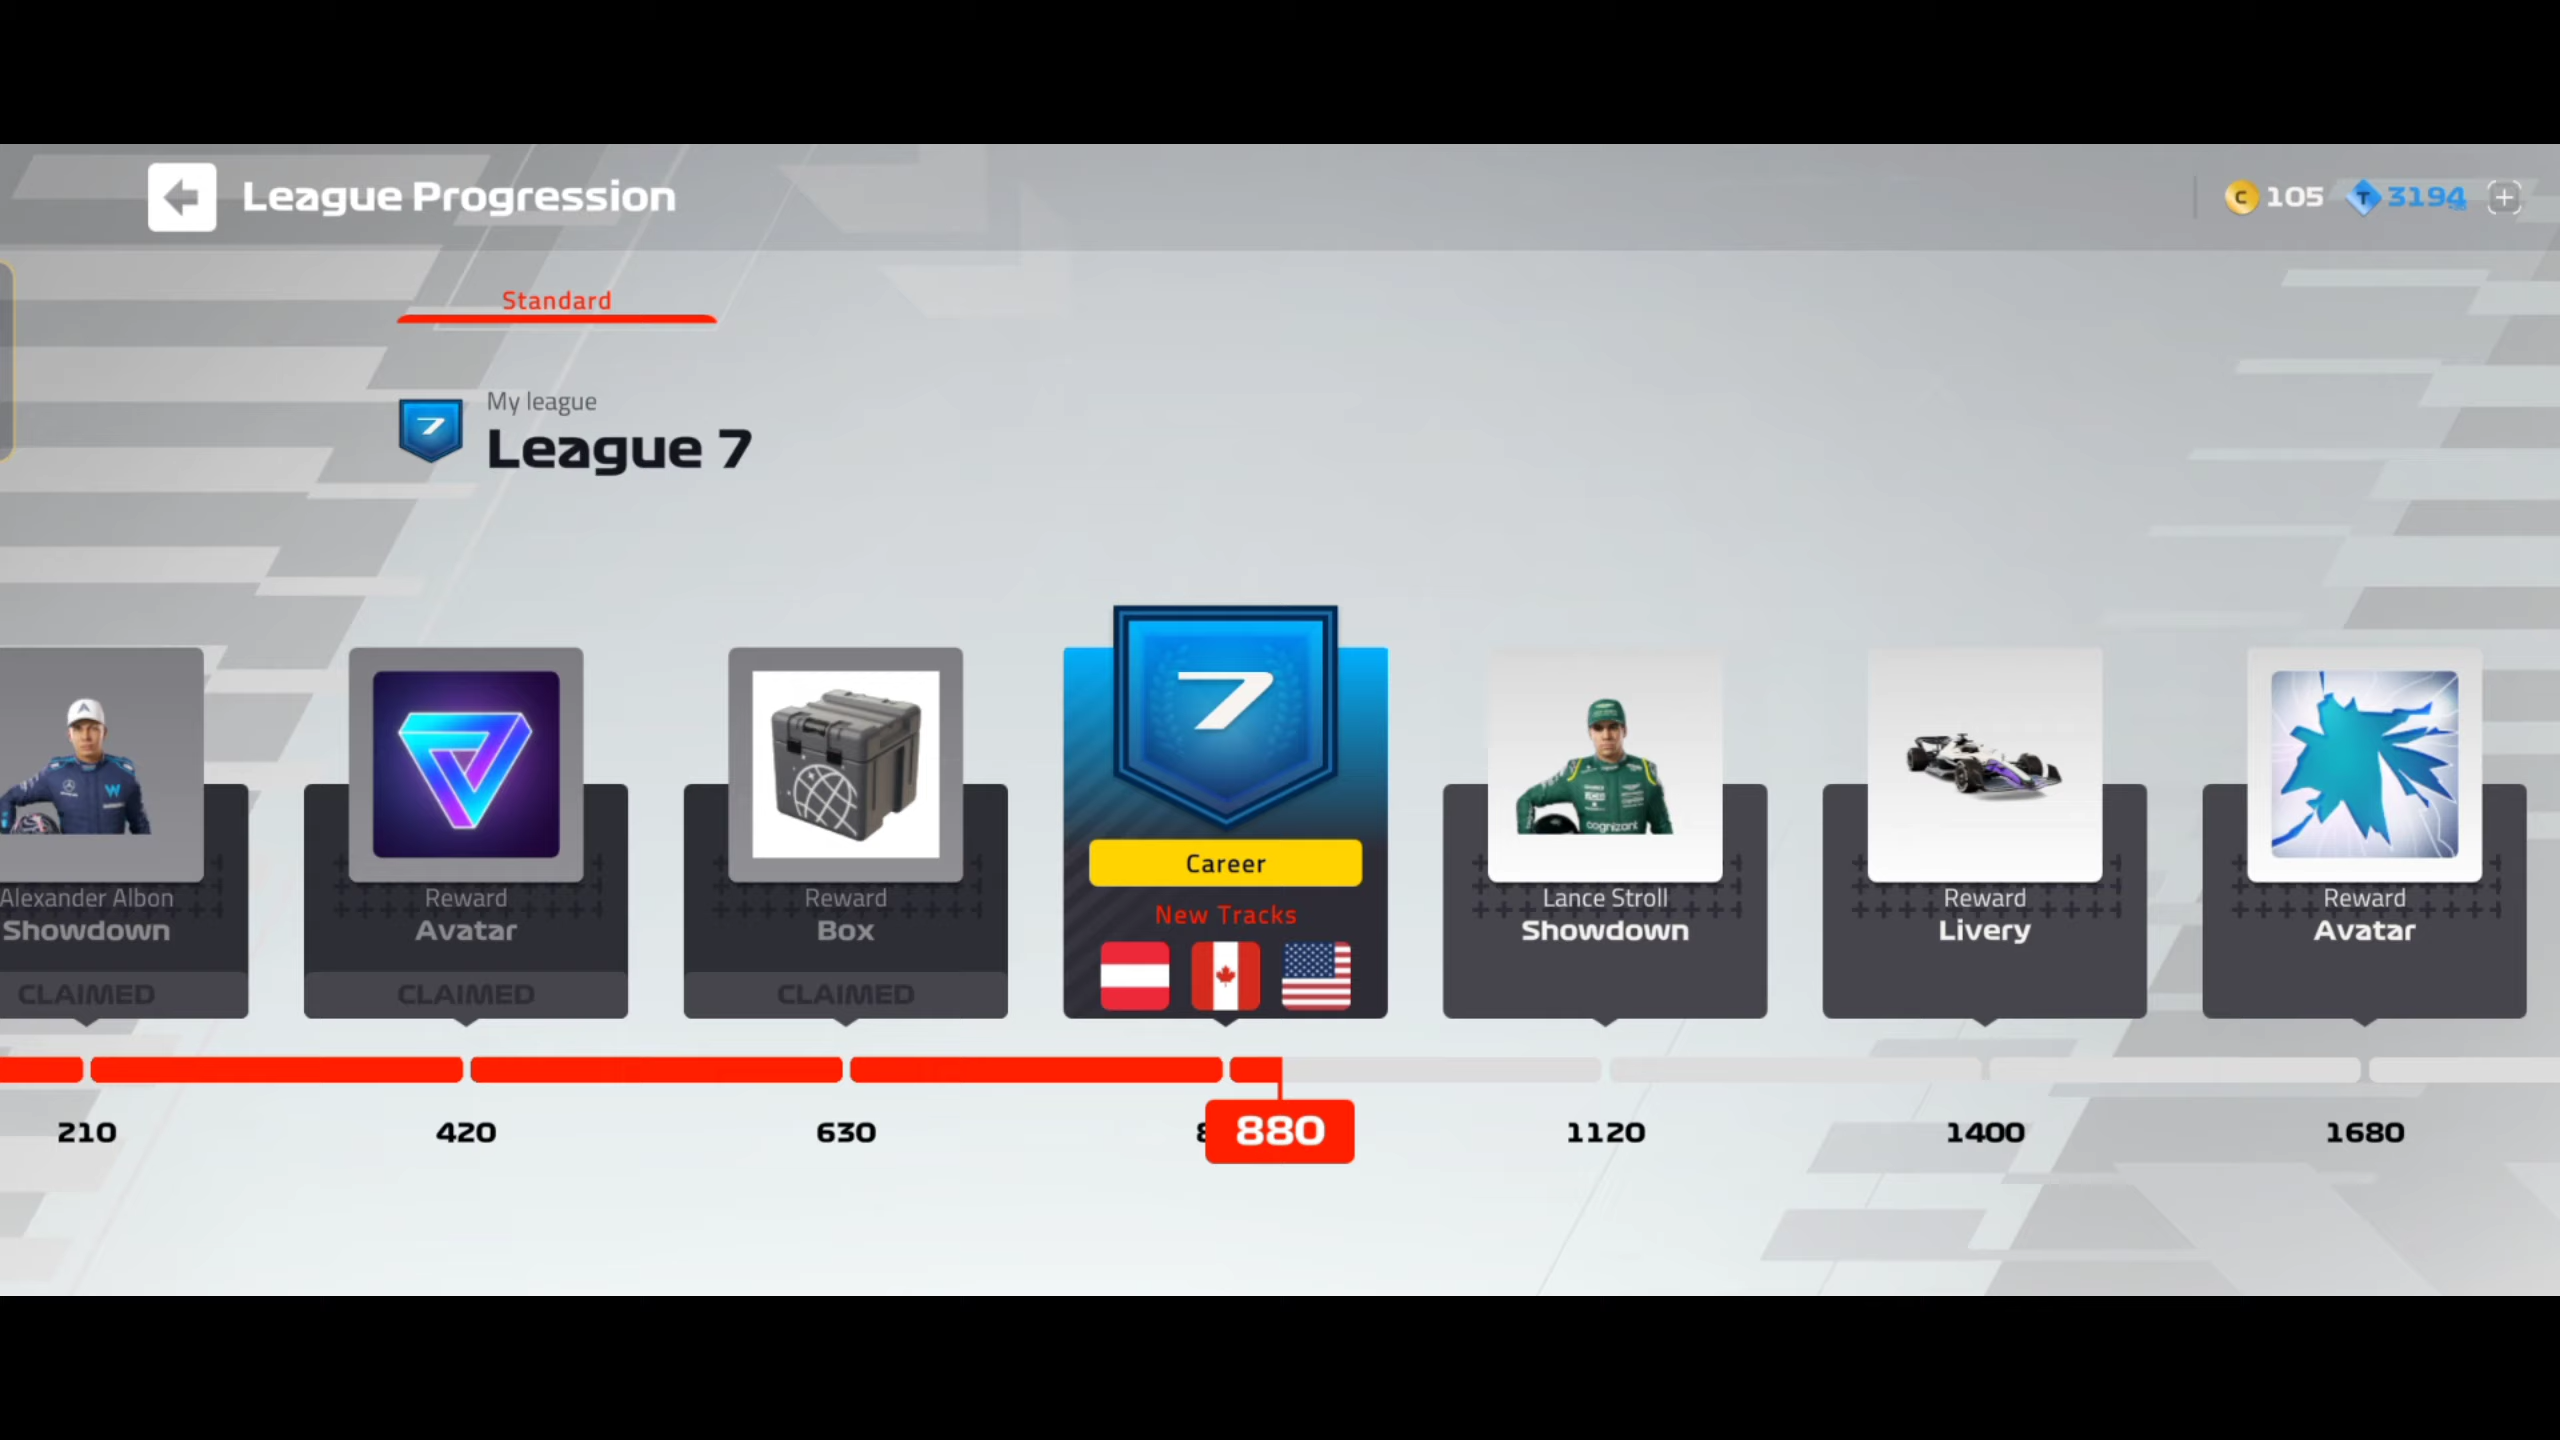 League Progression
C 105 T 3194 +
Standard
7
My league
League 7
7
Career
New Tracks
Alexander Albon
Showdown
CLAIMED
Reward
Avatar
CLAIMED
Reward
Box
CLAIMED
Lance Stroll
Showdown
Reward
Livery
Reward
Avatar
W
cognizant
210
420
630
880
1120
1400
1680